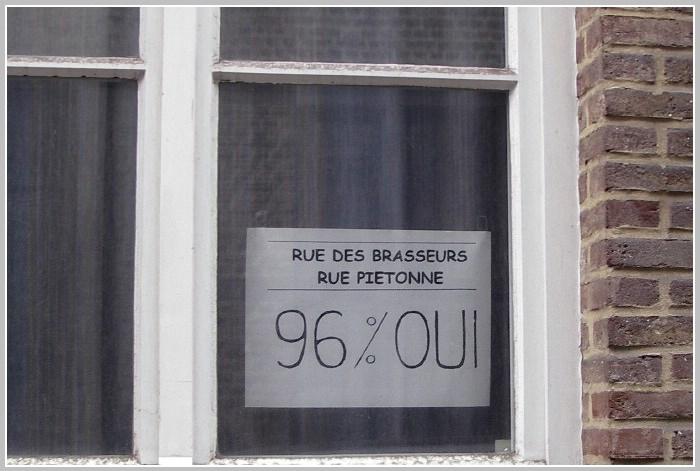 RUE DES BRASSEURS
RUE PIETONNE
96% OUI